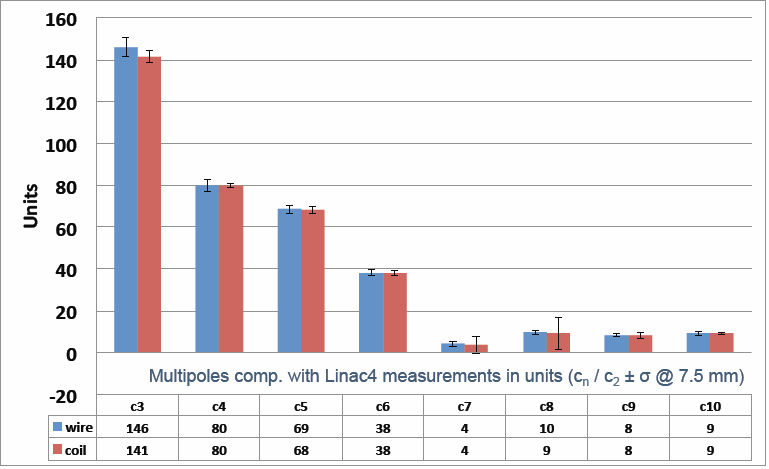 160
140
120
100
80
60
40
20
0
-20
Units
Multipoles comp. with Linac4 measurements in units (cn / c2 ± σ @ 7.5 mm)
c3 c4 c5 c6 c7 c8 c9 c10
wire 146 80 69 38 4 10 8 9
coil 141 80 68 38 4 9 8 9